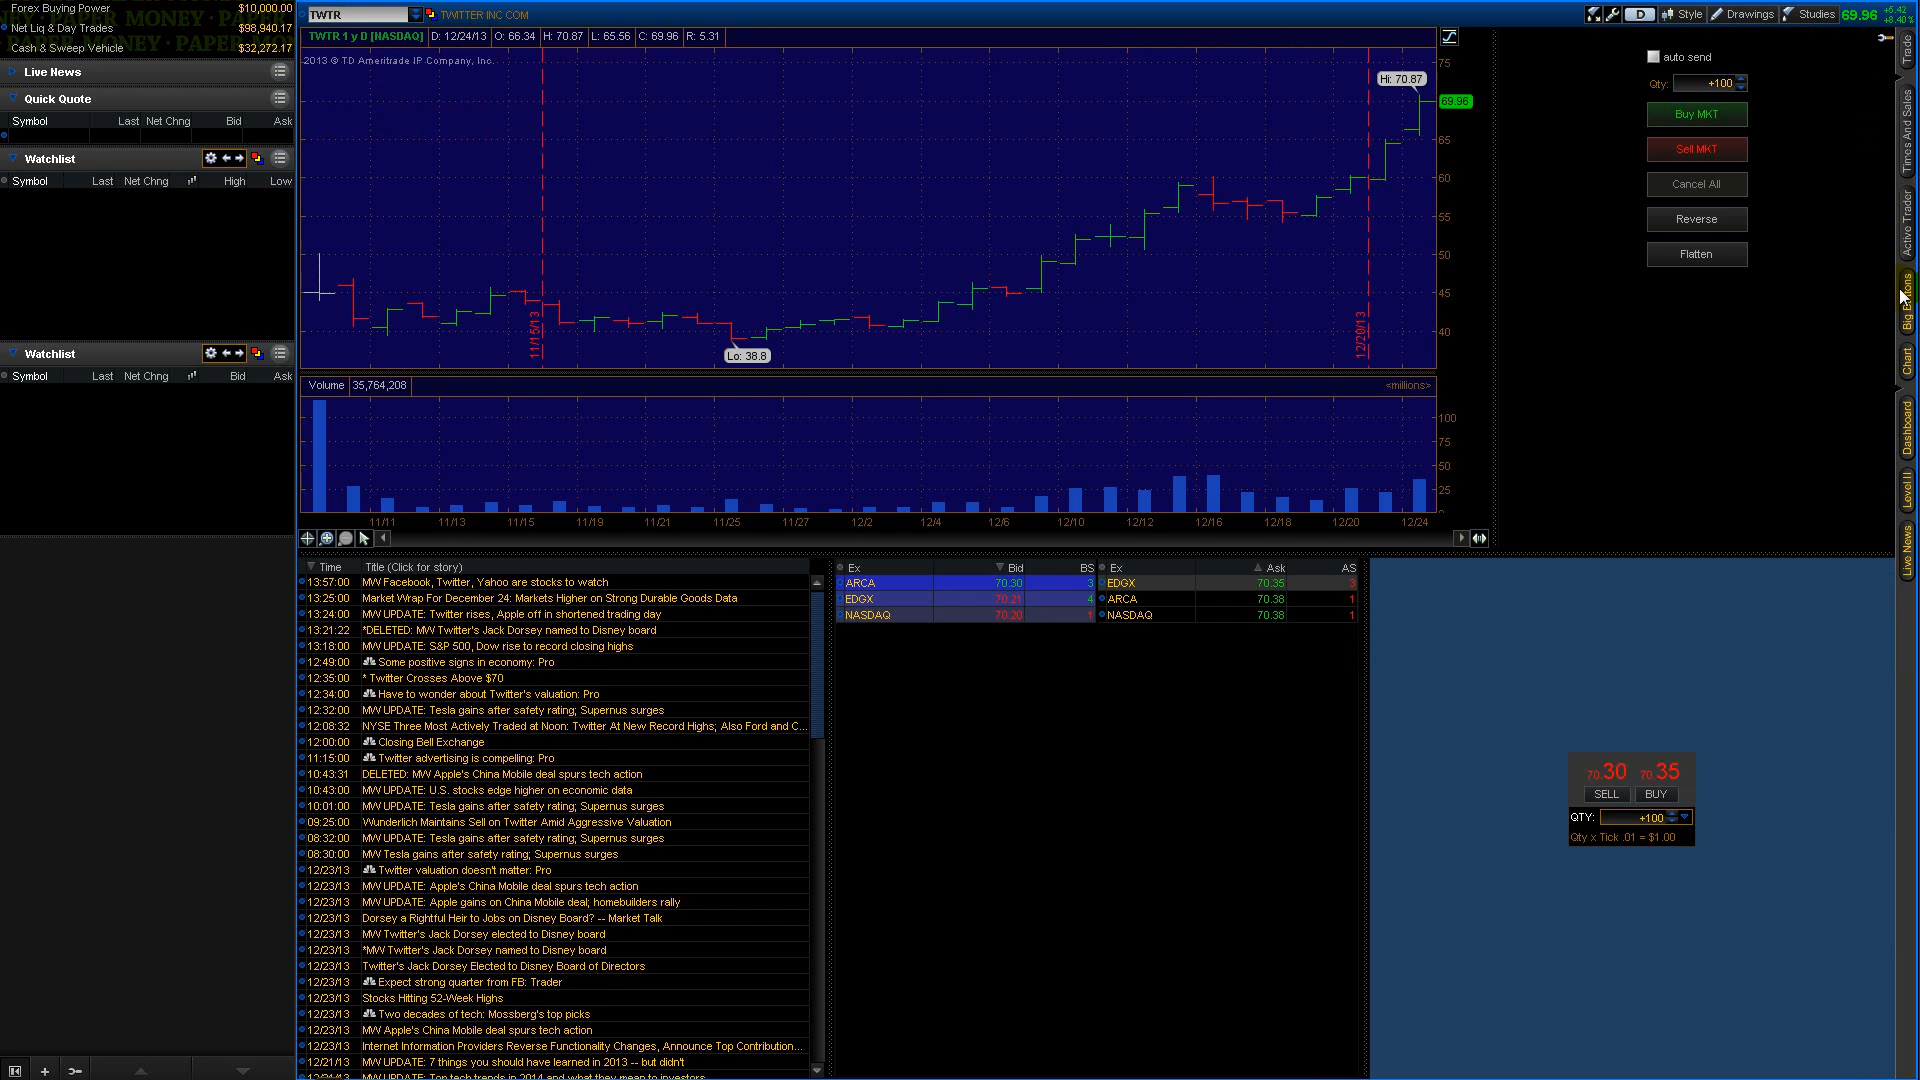 Forex Buying Power $10,000.00
Net Liq & Day Trades $98,940.17
Cash & Sweep Vehicle $32,272.17
PAPER MONEY · PAPER MONEY
Live News
Quick Quote
Symbol Last Net Chng Bid Ask
Watchlist
Symbol Last Net Chng High Low
Watchlist
Symbol Last Net Chng Bid Ask
TWTR TWITTER INC COM
D Style Drawings Studies 69.96 +5.42 +8.40%
TWTR 1 y D [NASDAQ] D: 12/24/13 O: 66.34 H: 70.87 L: 65.56 C: 69.96 R: 5.31
2013 © TD Ameritrade IP Company, Inc.
Hi: 70.87
Lo: 38.8
11/15/13
12/20/13
75
69.96
65
60
55
50
45
40
Volume 35,764,208 <millions>
100
75
50
25
0
11/11 11/13 11/15 11/19 11/21 11/25 11/27 12/2 12/4 12/6 12/10 12/12 12/16 12/18 12/20 12/24
auto send
Qty: +100
Buy MKT
Sell MKT
Cancel All
Reverse
Flatten
Trade
Times And Sales
Active Trader
Big Buttons
Chart
Dashboard
Level II
Live News
Time Title (Click for story)
13:57:00 MW Facebook, Twitter, Yahoo are stocks to watch
13:25:00 Market Wrap For December 24: Markets Higher on Strong Durable Goods Data
13:24:00 MW UPDATE: Twitter rises, Apple off in shortened trading day
13:21:22 *DELETED: MW Twitter's Jack Dorsey named to Disney board
13:18:00 MW UPDATE: S&P 500, Dow rise to record closing highs
12:49:00 Some positive signs in economy: Pro
12:35:00 * Twitter Crosses Above $70
12:34:00 Have to wonder about Twitter's valuation: Pro
12:32:00 MW UPDATE: Tesla gains after safety rating; Supernus surges
12:08:32 NYSE Three Most Actively Traded at Noon: Twitter At New Record Highs; Also Ford and C...
12:00:00 Closing Bell Exchange
11:15:00 Twitter advertising is compelling: Pro
10:43:31 DELETED: MW Apple's China Mobile deal spurs tech action
10:43:00 MW UPDATE: U.S. stocks edge higher on economic data
10:01:00 MW UPDATE: Tesla gains after safety rating; Supernus surges
09:25:00 Wunderlich Maintains Sell on Twitter Amid Aggressive Valuation
08:32:00 MW UPDATE: Tesla gains after safety rating; Supernus surges
08:30:00 MW Tesla gains after safety rating; Supernus surges
12/23/13 Twitter valuation doesn't matter: Pro
12/23/13 MW UPDATE: Apple's China Mobile deal spurs tech action
12/23/13 MW UPDATE: Apple gains on China Mobile deal; homebuilders rally
12/23/13 Dorsey a Rightful Heir to Jobs on Disney Board? -- Market Talk
12/23/13 MW Twitter's Jack Dorsey elected to Disney board
12/23/13 *MW Twitter's Jack Dorsey named to Disney board
12/23/13 Twitter's Jack Dorsey Elected to Disney Board of Directors
12/23/13 Expect strong quarter from FB: Trader
12/23/13 Stocks Hitting 52-Week Highs
12/23/13 Two decades of tech: Mossberg's top picks
12/23/13 MW Apple's China Mobile deal spurs tech action
12/23/13 Internet Information Providers Reverse Functionality Changes, Announce Top Contribution...
12/21/13 MW UPDATE: 7 things you should have learned in 2013 -- but didn't
12/21/13 MW UPDATE: Top tech trends in 2014 and what they mean to investors
Ex Bid BS Ex Ask AS
ARCA 70.30 3 EDGX 70.35 3
EDGX 70.21 4 ARCA 70.38 1
NASDAQ 70.20 1 NASDAQ 70.38 1
70.30 70.35
SELL BUY
QTY: +100
Qty x Tick .01 = $1.00